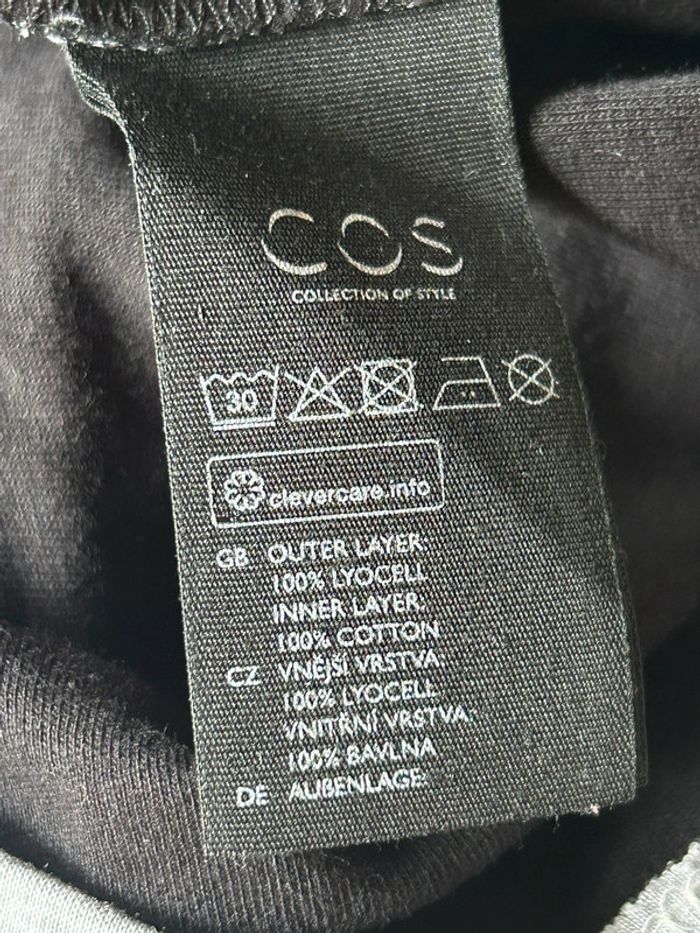 COS
COLLECTION OF STYLE
30
clevercare.info
GB OUTER LAYER:
100% LYOCELL
INNER LAYER:
100% COTTON
CZ VNĚJŠÍ VRSTVA:
100% LYOCELL
VNITŘNÍ VRSTVA:
100% BAVLNA
DE AUßENLAGE: